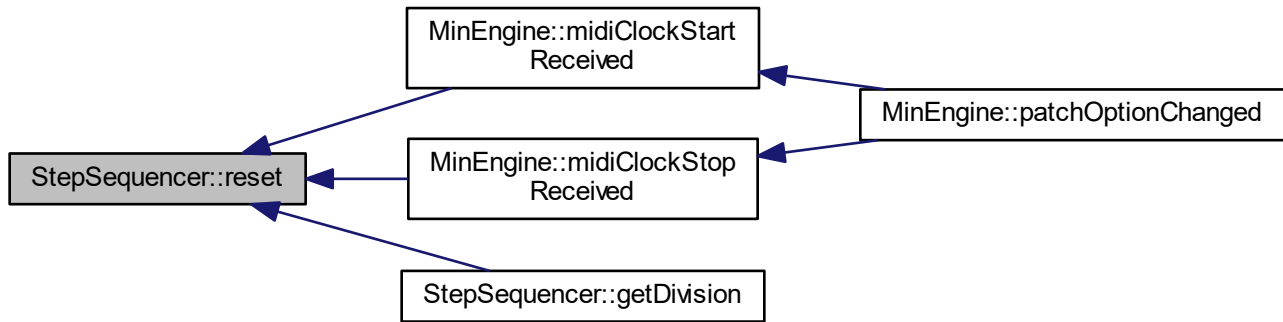 MinEngine::midiClockStart
Received
MinEngine::patchOptionChanged
StepSequencer::reset
MinEngine::midiClockStop
Received
StepSequencer::getDivision